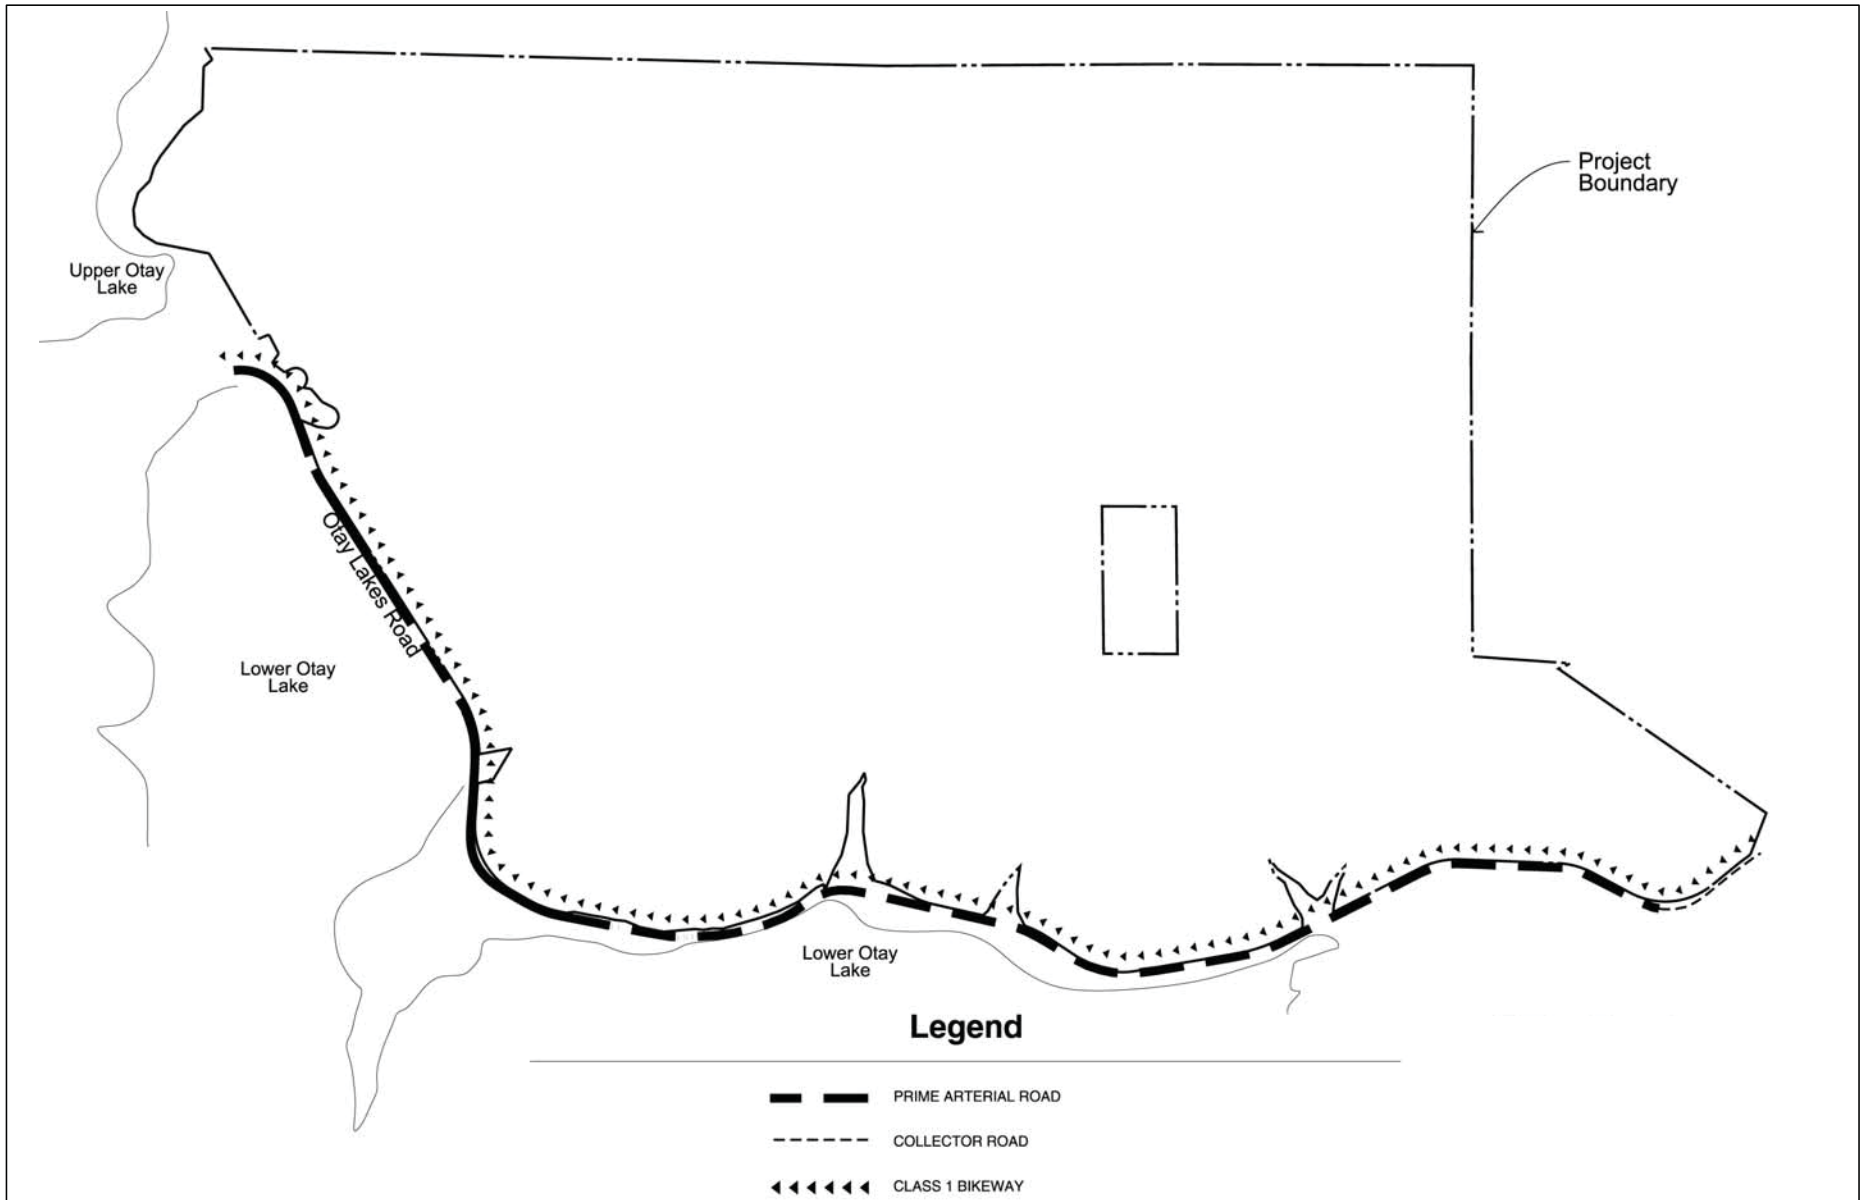 Project
Boundary
Upper Otay
Lake
Otay Lakes Road
Lower Otay
Lake
Lower Otay
Lake
Legend
PRIME ARTERIAL ROAD
COLLECTOR ROAD
CLASS 1 BIKEWAY